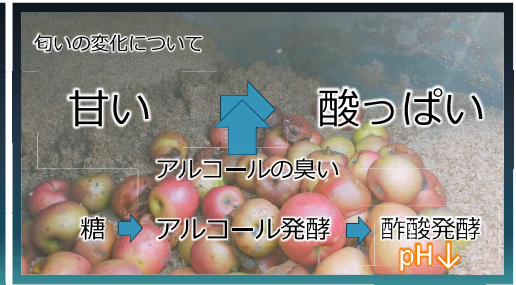 匂いの変化について
甘い 酸っぱい
アルコールの臭い
糖 アルコール発酵 酢酸発酵
pH↓